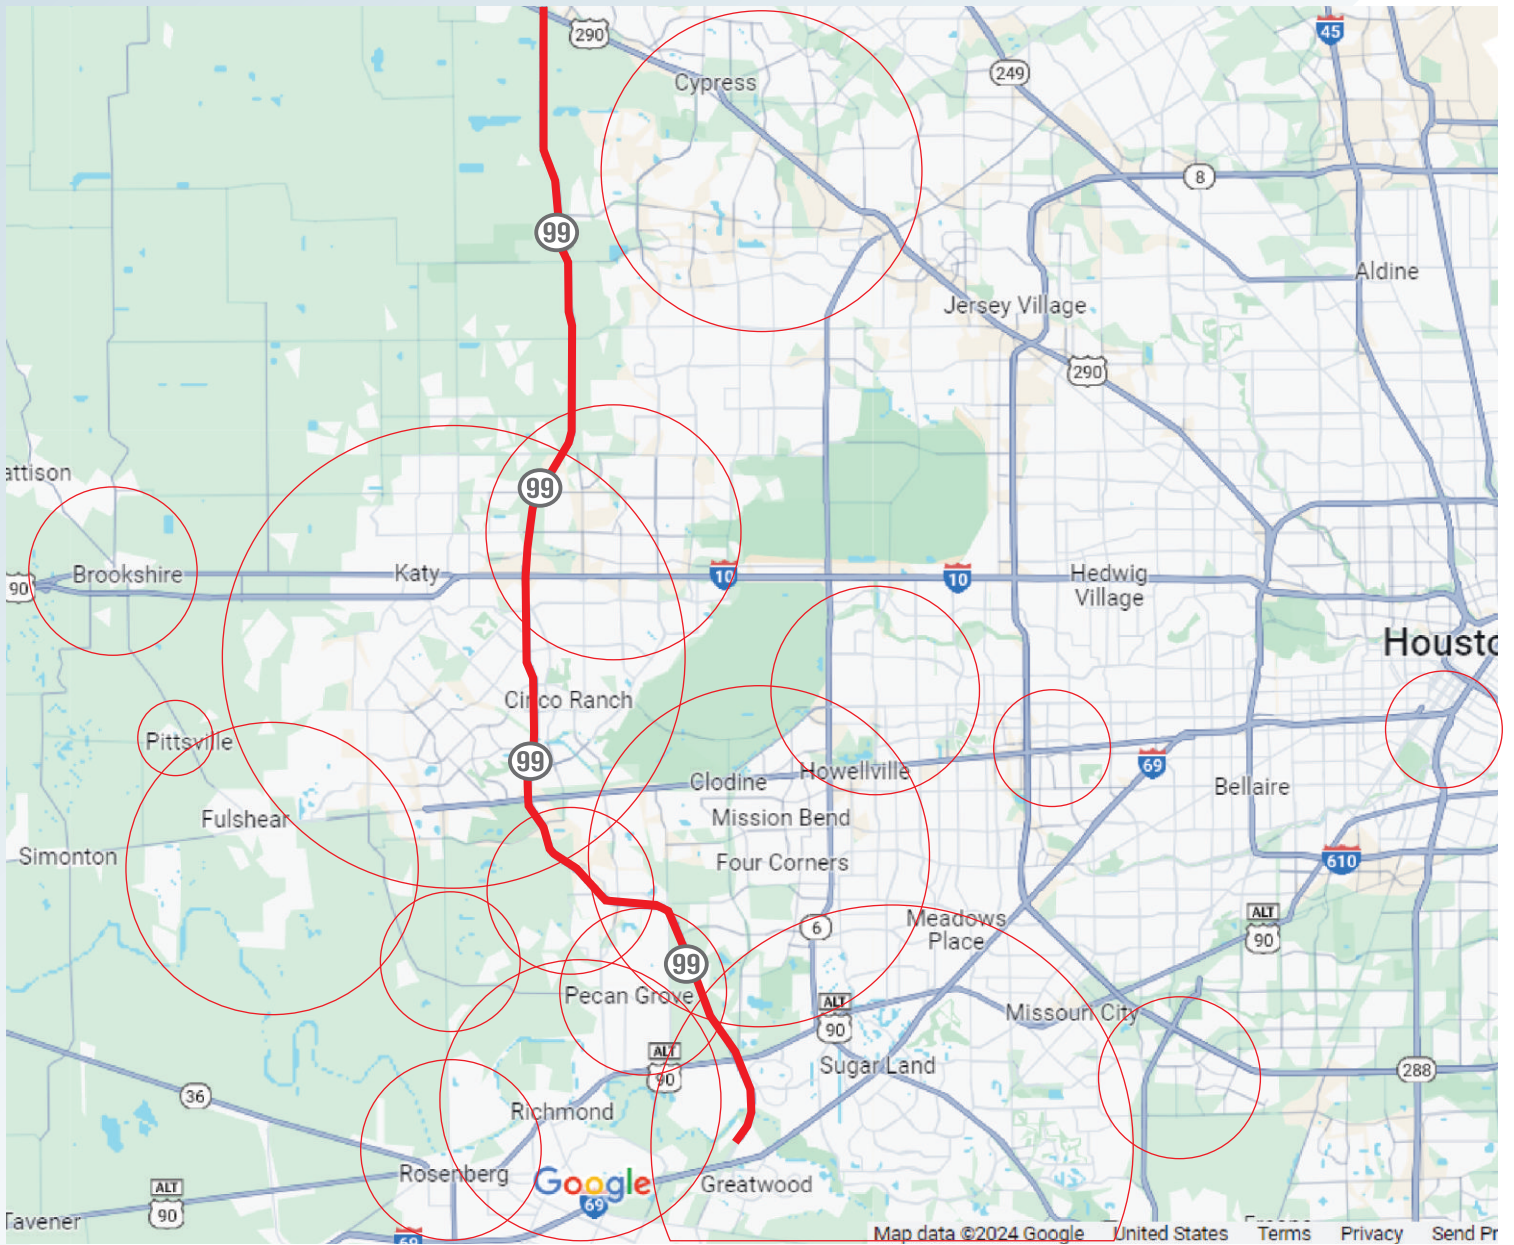 290
45
Cypress
249
8
99
Aldine
Jersey Village
290
attison
99
90
Brookshire
Katy
10
10
Hedwig
Village
Housto
Cinco Ranch
Pittsville
99
Clodine
Howellville
69
Bellaire
Fulshear
Mission Bend
Simonton
Four Corners
610
6
Meadows
Place
ALT
90
99
Pecan Grove
ALT
90
Missouri City
ALT
90
Sugar Land
288
36
Richmond
Rosenberg
Google
69
Greatwood
ALT
90
Tavener
69
Map data ©2024 Google
United States
Terms
Privacy
Send Pr